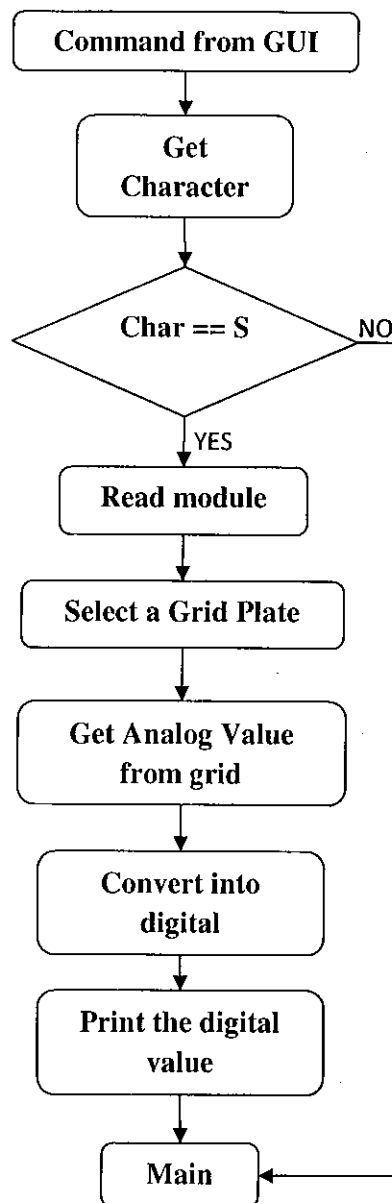 Command from GUI
Get
Character
Char == S
NO
YES
Read module
Select a Grid Plate
Get Analog Value
from grid
Convert into
digital
Print the digital
value
Main